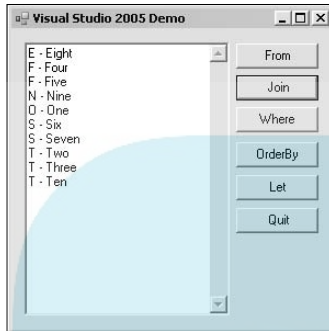 Visual Studio 2005 Demo
E - Eight
F - Four
F - Five
N - Nine
O - One
S - Six
S - Seven
T - Two
T - Three
T - Ten
From
Join
Where
OrderBy
Let
Quit